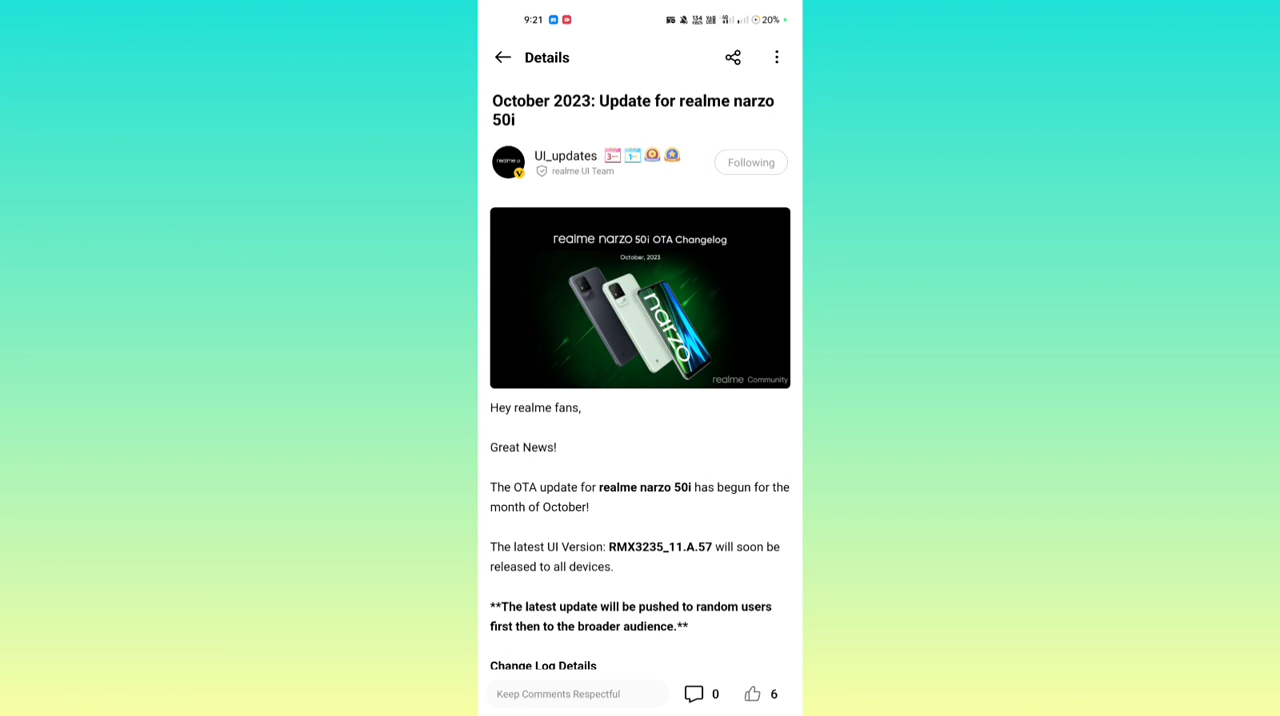 9:21 20%
Details
October 2023: Update for realme narzo
50i
UI_updates
Following
realme UI Team
realme narzo 50i OTA Changelog
October, 2023
narzo
realme Community
Hey realme fans,
Great News!
The OTA update for realme narzo 50i has begun for the
month of October!
The latest UI Version: RMX3235_11.A.57 will soon be
released to all devices.
**The latest update will be pushed to random users
first then to the broader audience.**
Change Log Details
Keep Comments Respectful 0 6